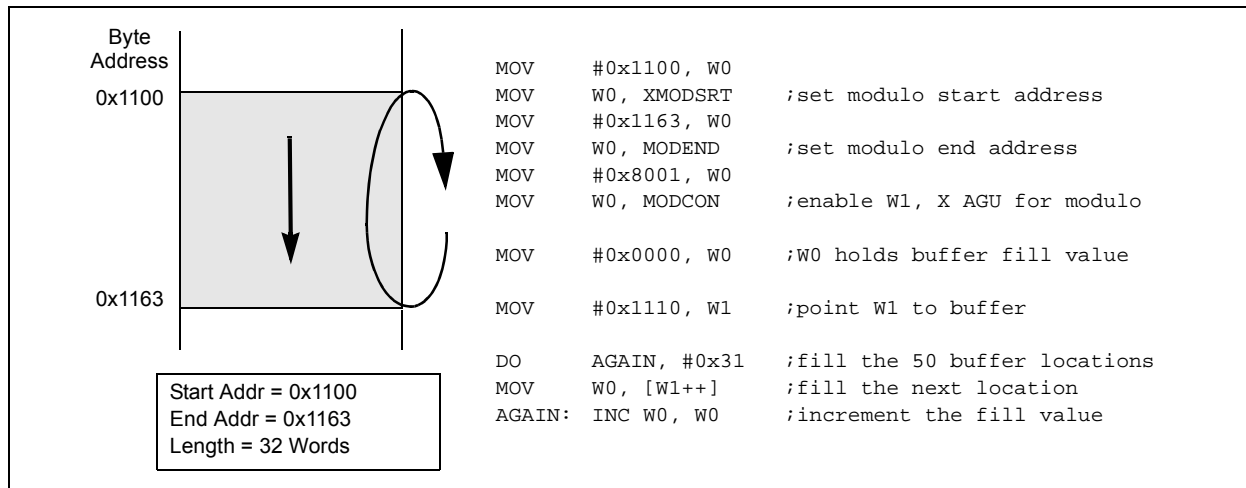 Byte
Address
0x1100
0x1163
Start Addr = 0x1100
End Addr = 0x1163
Length = 32 Words
MOV #0x1100, W0
MOV W0, XMODSRT ;set modulo start address
MOV #0x1163, W0
MOV W0, MODEND ;set modulo end address
MOV #0x8001, W0
MOV W0, MODCON ;enable W1, X AGU for modulo
MOV #0x0000, W0 ;W0 holds buffer fill value
MOV #0x1110, W1 ;point W1 to buffer
DO AGAIN, #0x31 ;fill the 50 buffer locations
MOV W0, [W1++] ;fill the next location
AGAIN: INC W0, W0 ;increment the fill value